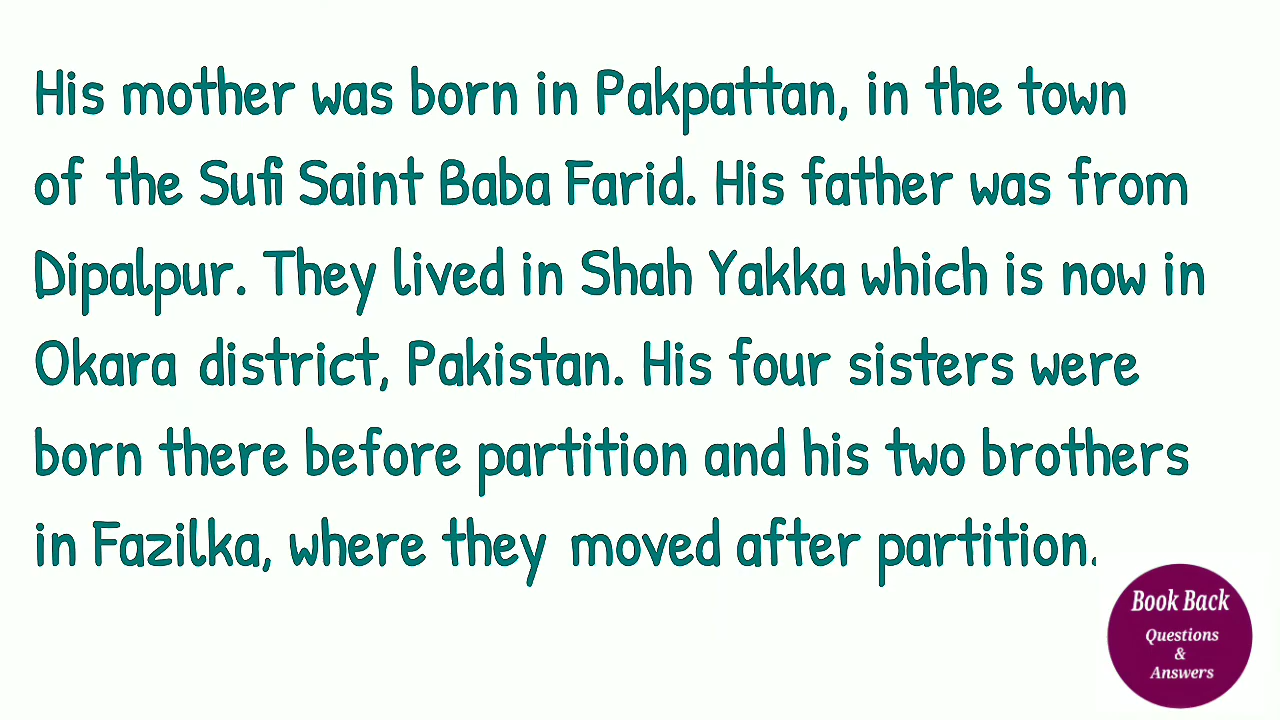 His mother was born in Pakpattan, in the town
of the Sufi Saint Baba Farid. His father was from
Dipalpur. They lived in Shah Yakka which is now in
Okara district, Pakistan. His four sisters were
born there before partition and his two brothers
in Fazilka, where they moved after partition.
Book Back
Questions
&
Answers